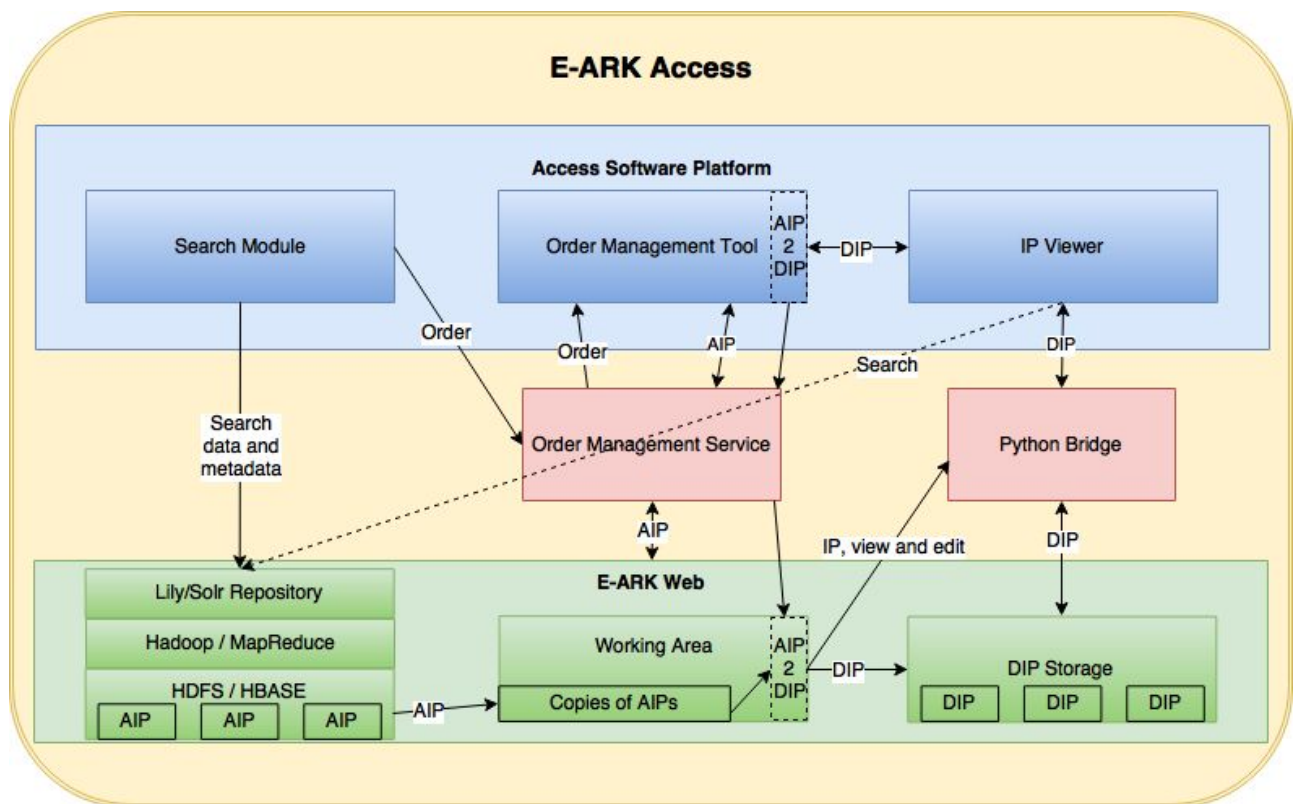 E-ARK Access
Access Software Platform
Search Module
Order Management Tool
AIP
2
DIP
DIP
IP Viewer
Order
Order
AIP
Search
DIP
Search
data and
metadata
Order Management Service
Python Bridge
AIP
IP, view and edit
DIP
E-ARK Web
Lily/Solr Repository
Hadoop / MapReduce
HDFS / HBASE
AIP
AIP
AIP
AIP
Working Area
Copies of AIPs
AIP
2
DIP
DIP
DIP Storage
DIP
DIP
DIP